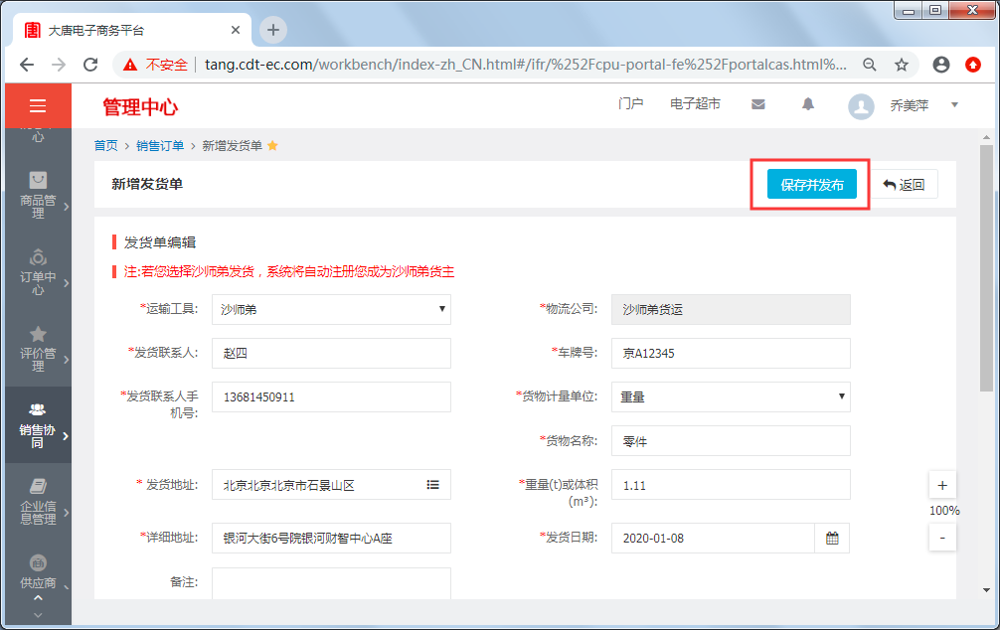 大唐电子商务平台
不安全 tang.cdt-ec.com/workbench/index-zh_CN.html#/ifr/%252Fcpu-portal-fe%252Fportalcas.html%...
管理中心
门户
电子超市
乔美萍
心
商品管
理
订单中
心
评价管
理
销售协
同
企业信
息管理
供应商
首页 > 销售订单 > 新增发货单
新增发货单
保存并发布
返回
发货单编辑
注:若您选择沙师弟发货，系统将自动注册您成为沙师弟货主
*运输工具: 沙师弟
*物流公司: 沙师弟货运
*发货联系人: 赵四
*车牌号: 京A12345
*发货联系人手
机号:
13681450911
*货物计量单位: 重量
*货物名称: 零件
* 发货地址: 北京北京北京市石景山区
*重量(t)或体积
(m³):
1.11
*详细地址: 银河大街6号院银河财智中心A座
*发货日期: 2020-01-08
备注:
+
100%
-